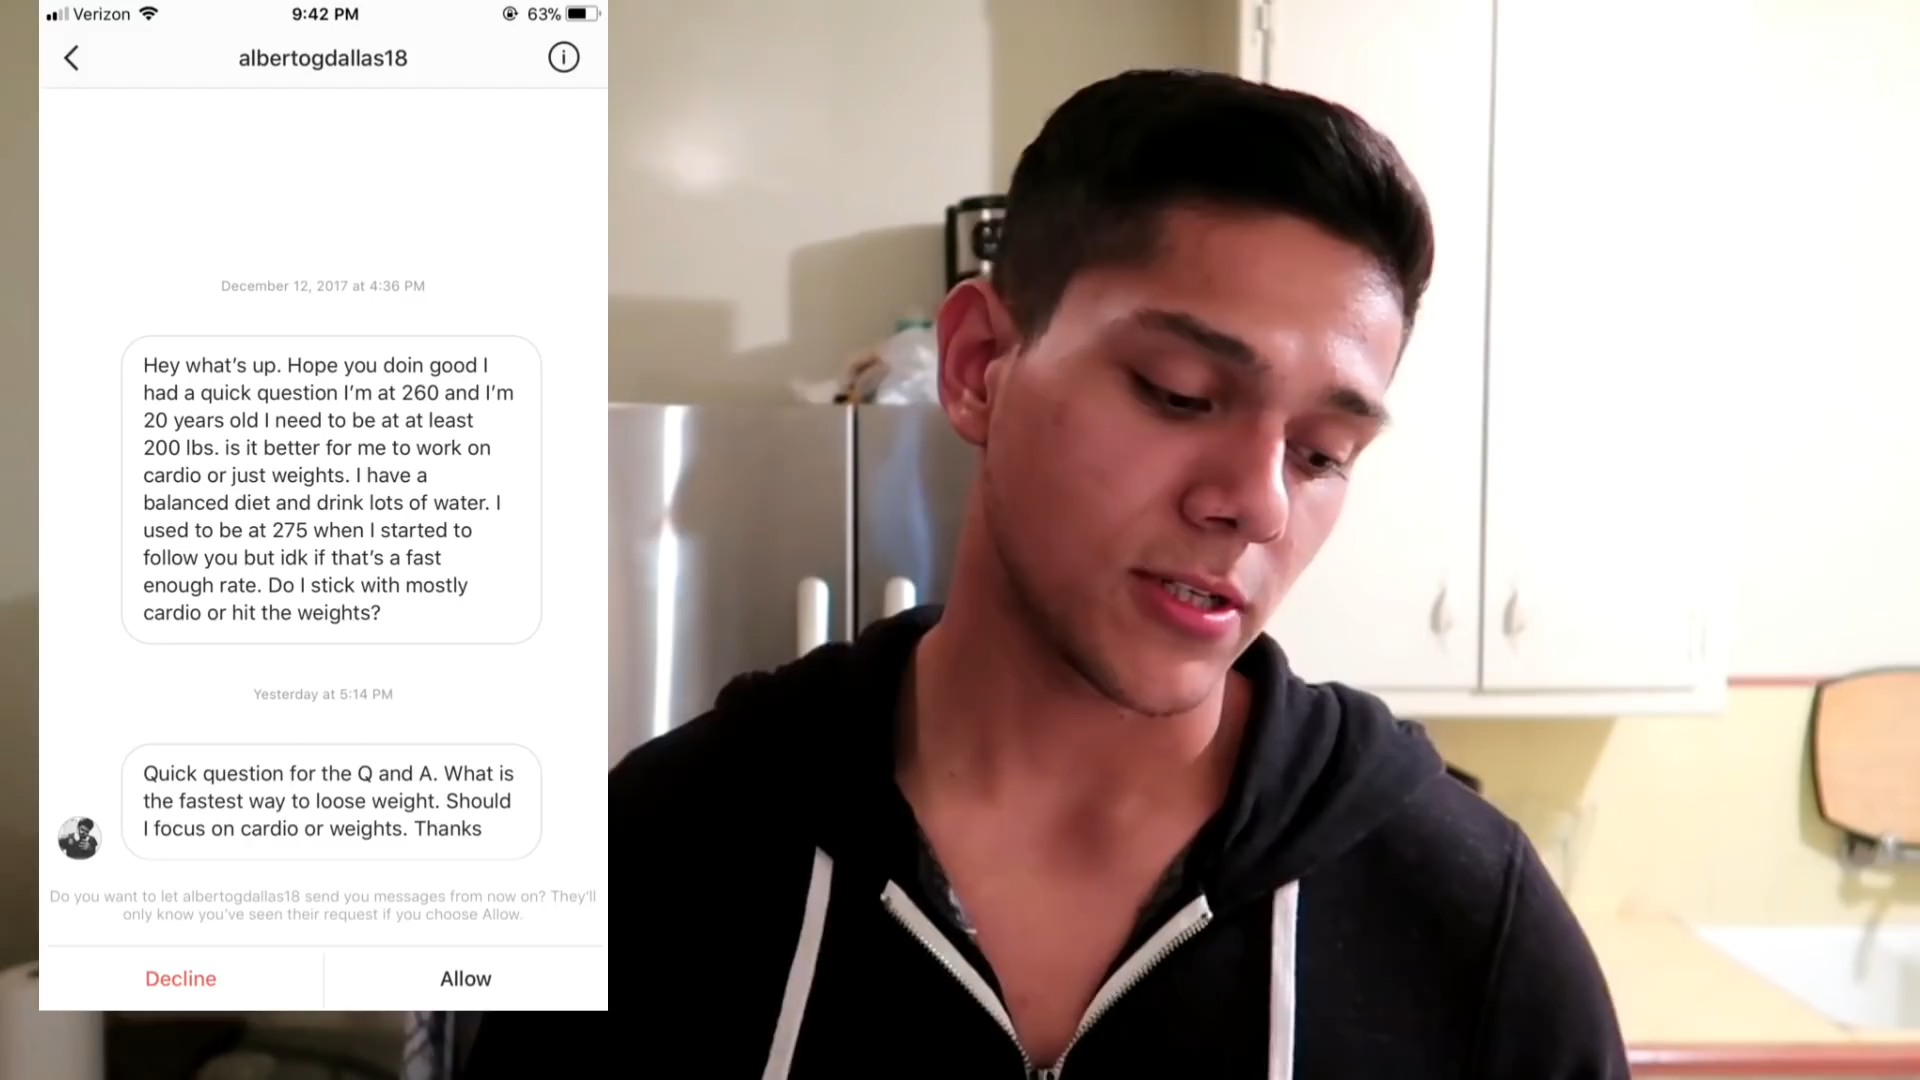 Verizon 9:42 PM 63%
albertogdallas18
December 12, 2017 at 4:36 PM
Hey what's up. Hope you doin good I
had a quick question I'm at 260 and I'm
20 years old I need to be at at least
200 lbs. is it better for me to work on
cardio or just weights. I have a
balanced diet and drink lots of water. I
used to be at 275 when I started to
follow you but idk if that's a fast
enough rate. Do I stick with mostly
cardio or hit the weights?
Yesterday at 5:14 PM
Quick question for the Q and A. What is
the fastest way to loose weight. Should
I focus on cardio or weights. Thanks
Do you want to let albertogdallas18 send you messages from now on? They'll
only know you've seen their request if you choose Allow.
Decline Allow